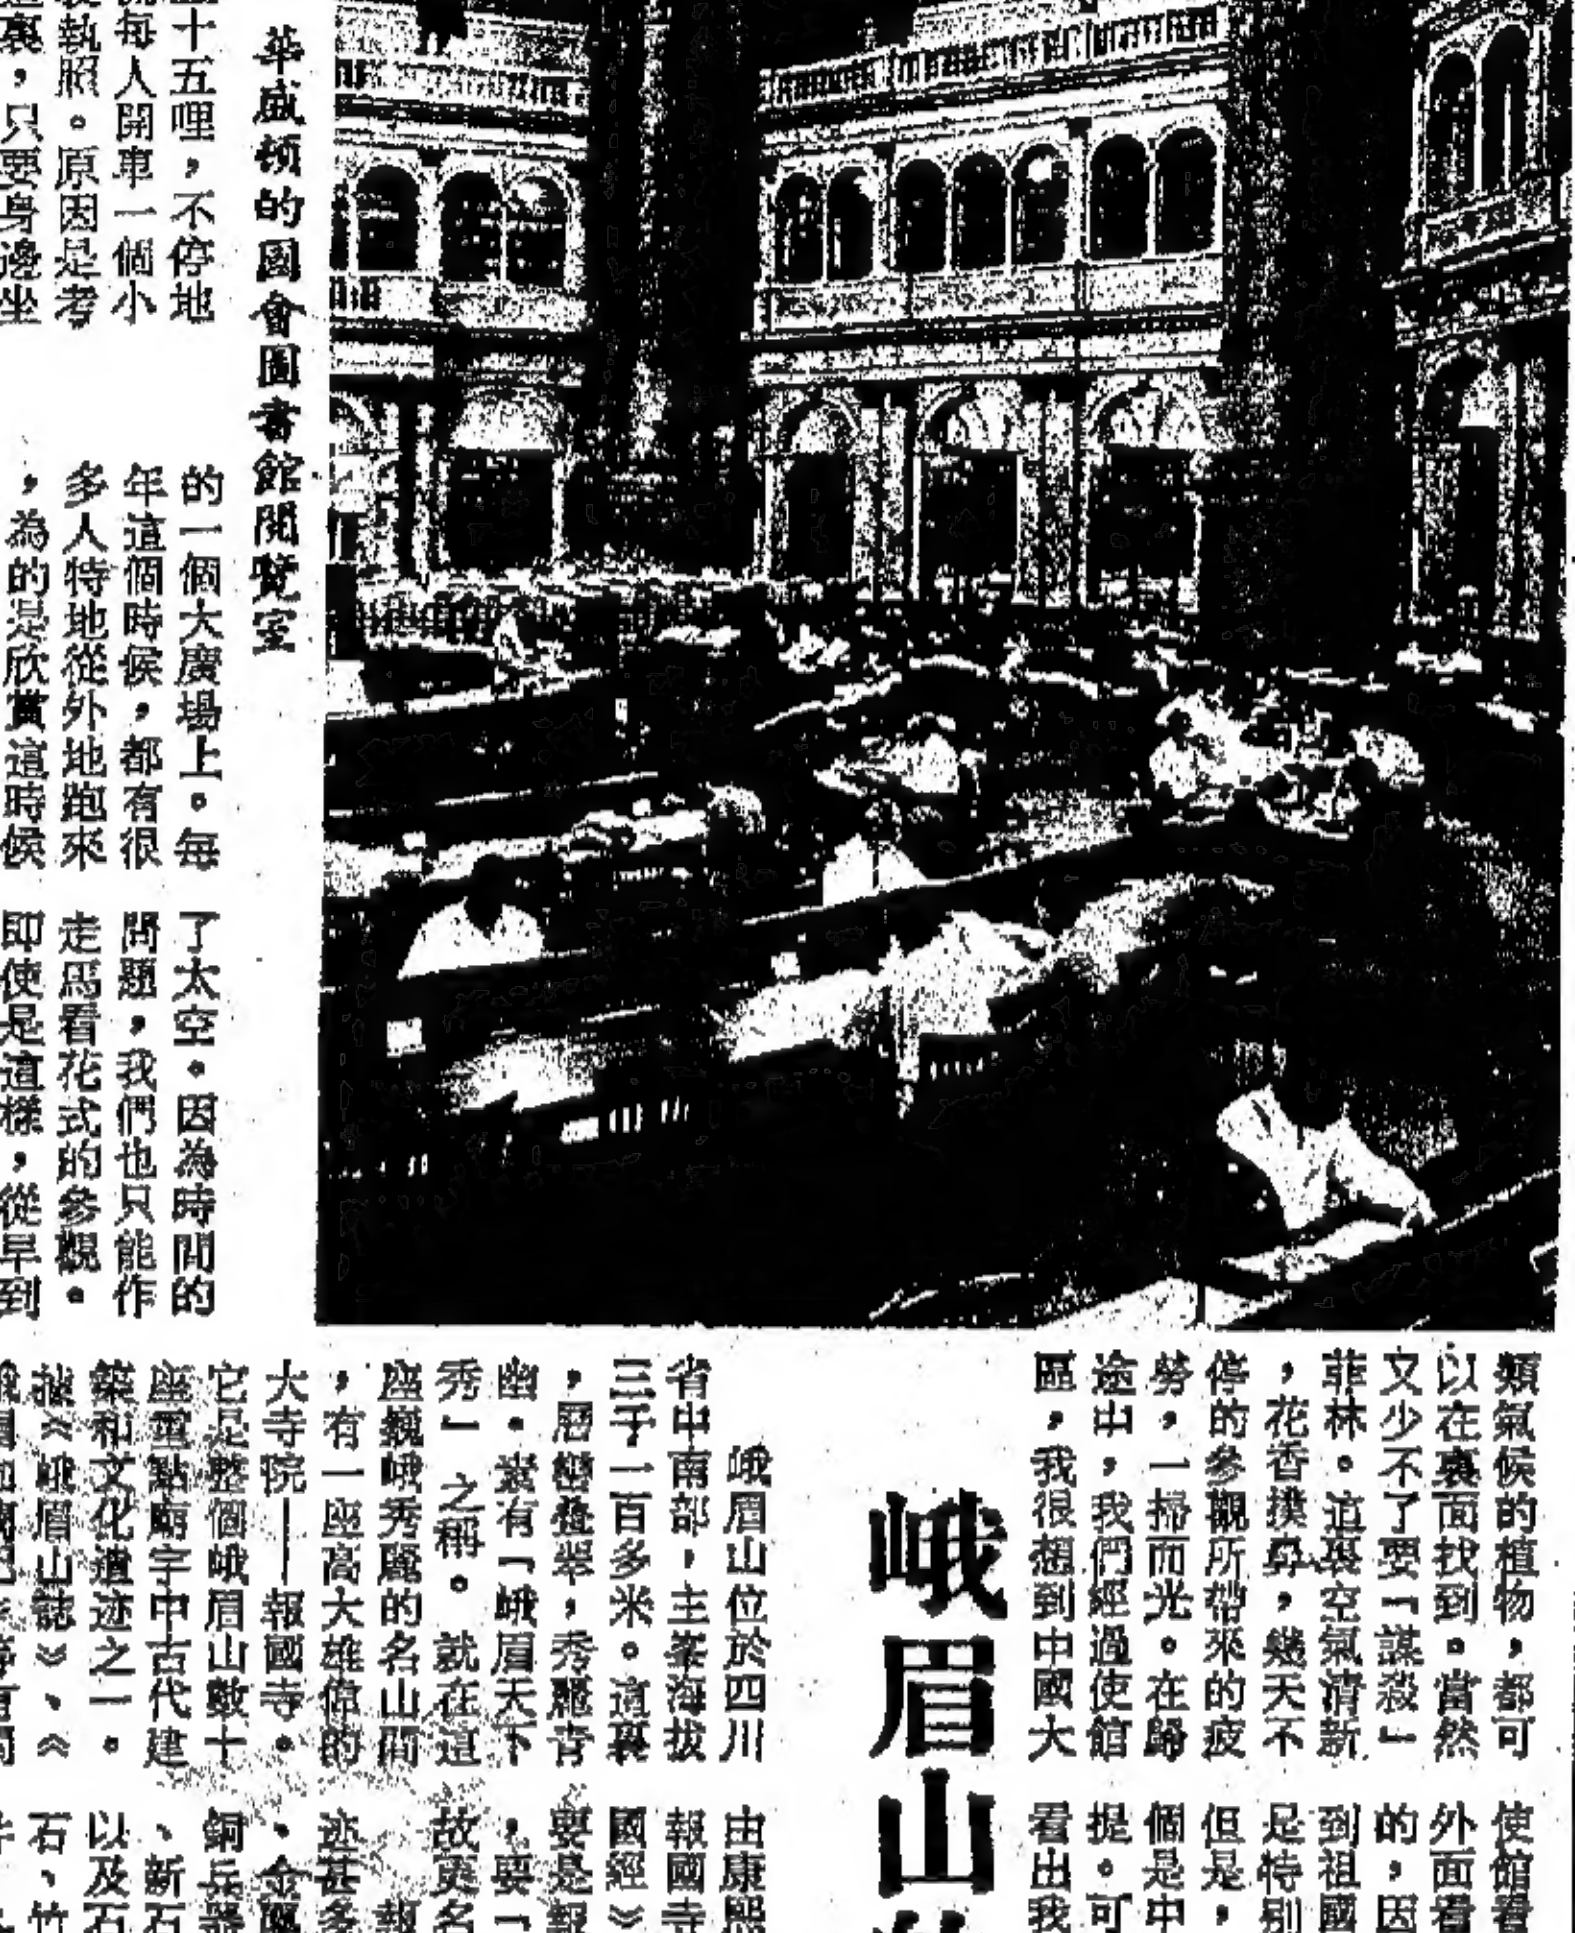 華盛頓的國會圖書館閱覽室
十五哩，不停地
每人開車一個小
執照。原因是考
裏，只要身邊坐
的一個大廣場上。每
年這個時候，都有很
多人特地從外地跑來
，為的是欣賞這時候
了太空。因為時間的
問題，我們也只能作
走馬看花式的參觀。
即使是這樣，從早到
類氣候的植物，都可
以在裏面找到。當然
又少不了要「謀殺」
菲林。這裏空氣清新
，花香撲鼻，幾天不
停的參觀所帶來的疲
勞，一掃而光。在歸
途中，我們經過使館
區，我很想到中國大
使館看
外面看
的，因
到祖國
是特別
但是，
個是中
提。可
看出我
峨眉山
峨眉山位於四川
省中南部，主峯海拔
三千一百多米。這裏
，層巒疊翠，秀麗青
幽。素有「峨眉天下
秀」之稱。就在這
座巍峨秀麗的名山間
，有一座高大雄偉的
大寺院——報國寺。
它是整個峨眉山數十
座重點廟宇中古代建
築和文化遺迹之一。
據《峨眉山誌》、《
由康熙
報國寺
國經》
要是報
，要「
故更名
報
迹甚多
、金
銅兵器
、新石
以及石
石、竹